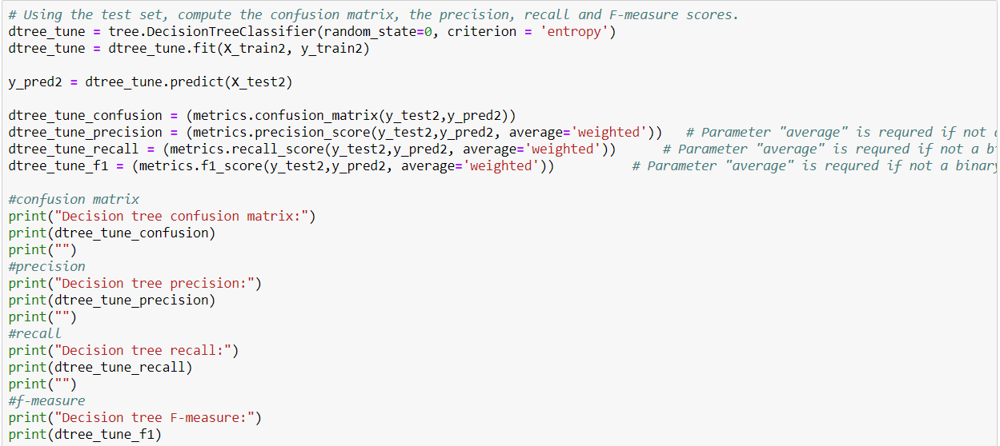 # Using the test set, compute the confusion matrix, the precision, recall and F-measure scores.
dtree_tune = tree.DecisionTreeClassifier(random_state=0, criterion = 'entropy')
dtree_tune = dtree_tune.fit(X_train2, y_train2)
y_pred2 = dtree_tune.predict(X_test2)
dtree_tune_confusion = (metrics.confusion_matrix(y_test2,y_pred2))
dtree_tune_precision = (metrics.precision_score(y_test2,y_pred2, average='weighted'))   # Parameter "average" is requred if not
dtree_tune_recall = (metrics.recall_score(y_test2,y_pred2, average='weighted'))      # Parameter "average" is requred if not a
dtree_tune_f1 = (metrics.f1_score(y_test2,y_pred2, average='weighted'))          # Parameter "average" is requred if not a binary
#confusion matrix
print("Decision tree confusion matrix:")
print(dtree_tune_confusion)
print("")
#precision
print("Decision tree precision:")
print(dtree_tune_precision)
print("")
#recall
print("Decision tree recall:")
print(dtree_tune_recall)
print("")
#f-measure
print("Decision tree F-measure:")
print(dtree_tune_f1)